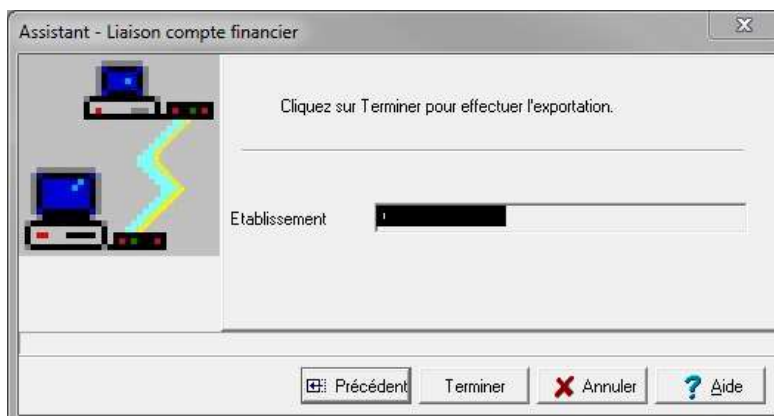 Assistant - Liaison compte financier
Cliquez sur Terminer pour effectuer l'exportation.
Etablissement
Précédent Terminer Annuler Aide